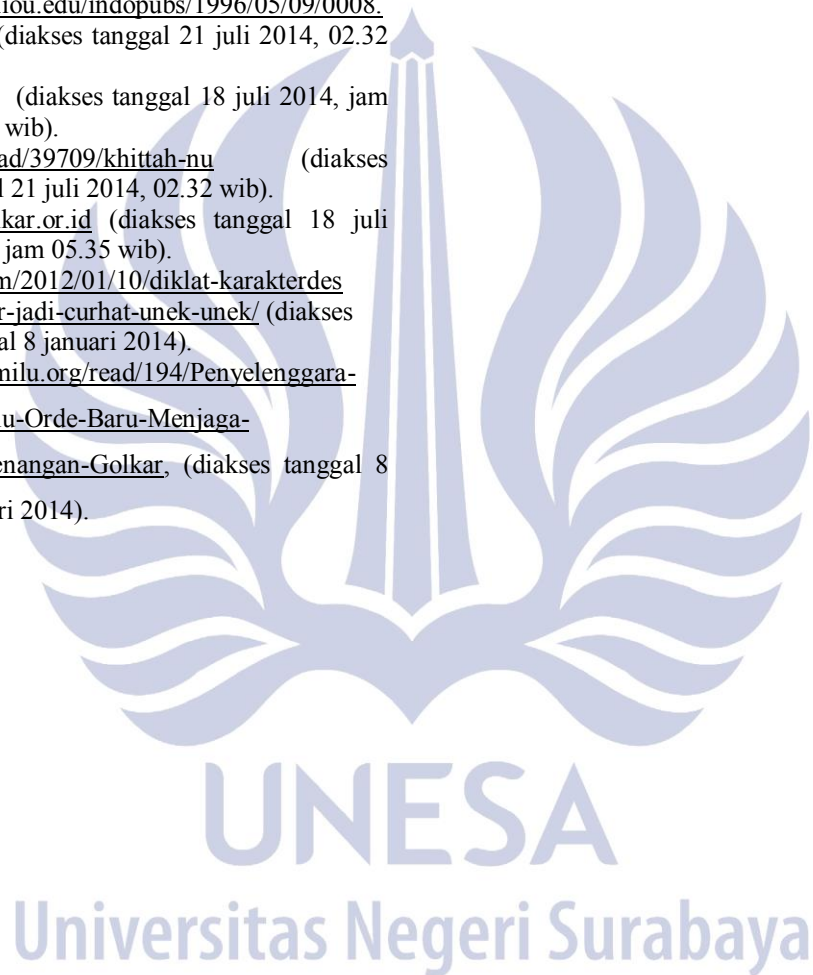 iou.edu/indopubs/1996/05/09/0008.
(diakses tanggal 21 juli 2014, 02.32
(diakses tanggal 18 juli 2014, jam
wib).
ad/39709/khittah-nu (diakses
l 21 juli 2014, 02.32 wib).
kar.or.id (diakses tanggal 18 juli
jam 05.35 wib).
m/2012/01/10/diklat-karakterdes
r-jadi-curhat-unek-unek/ (diakses
al 8 januari 2014).
milu.org/read/194/Penyelenggara-
u-Orde-Baru-Menjaga-
enangan-Golkar, (diakses tanggal 8
ri 2014).
UNESA
Universitas Negeri Surabaya